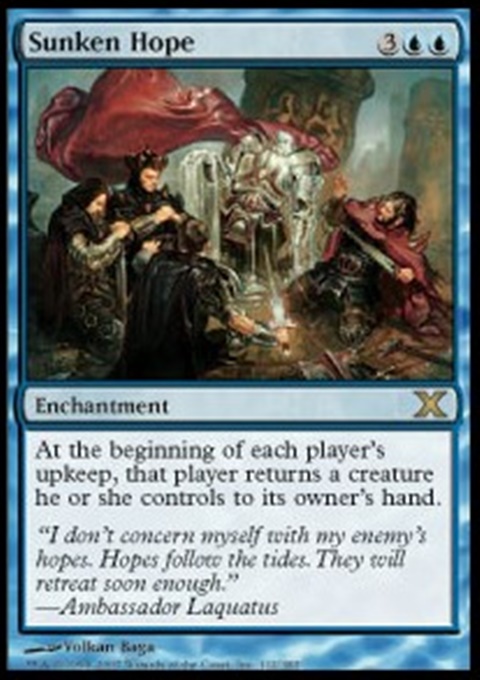 Sunken Hope 3
Enchantment X
At the beginning of each player's
upkeep, that player returns a creature
he or she controls to its owner's hand.
“I don't concern myself with my enemy's
hopes. Hopes follow the tides. They will
retreat soon enough.”
—Ambassador Laquatus
Volkan Baga